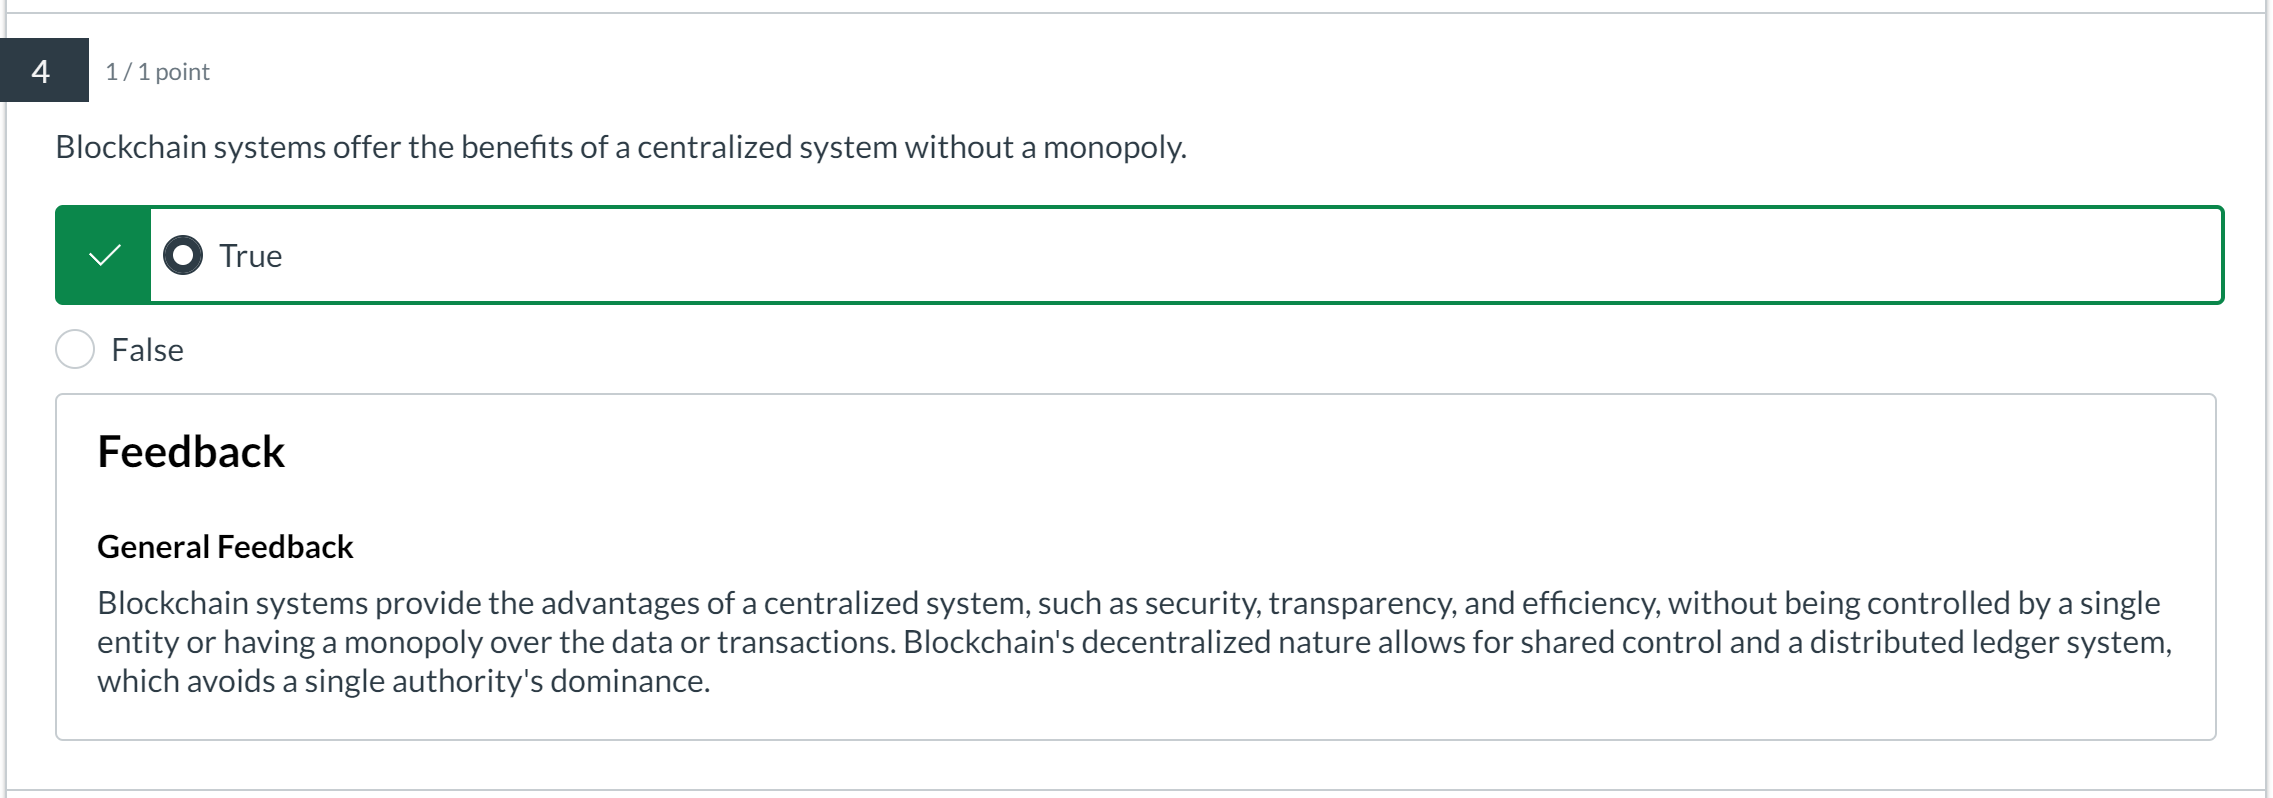 4
1 / 1 point
Blockchain systems offer the benefits of a centralized system without a monopoly.
True
False
Feedback
General Feedback
Blockchain systems provide the advantages of a centralized system, such as security, transparency, and efficiency, without being controlled by a single
entity or having a monopoly over the data or transactions. Blockchain's decentralized nature allows for shared control and a distributed ledger system,
which avoids a single authority's dominance.